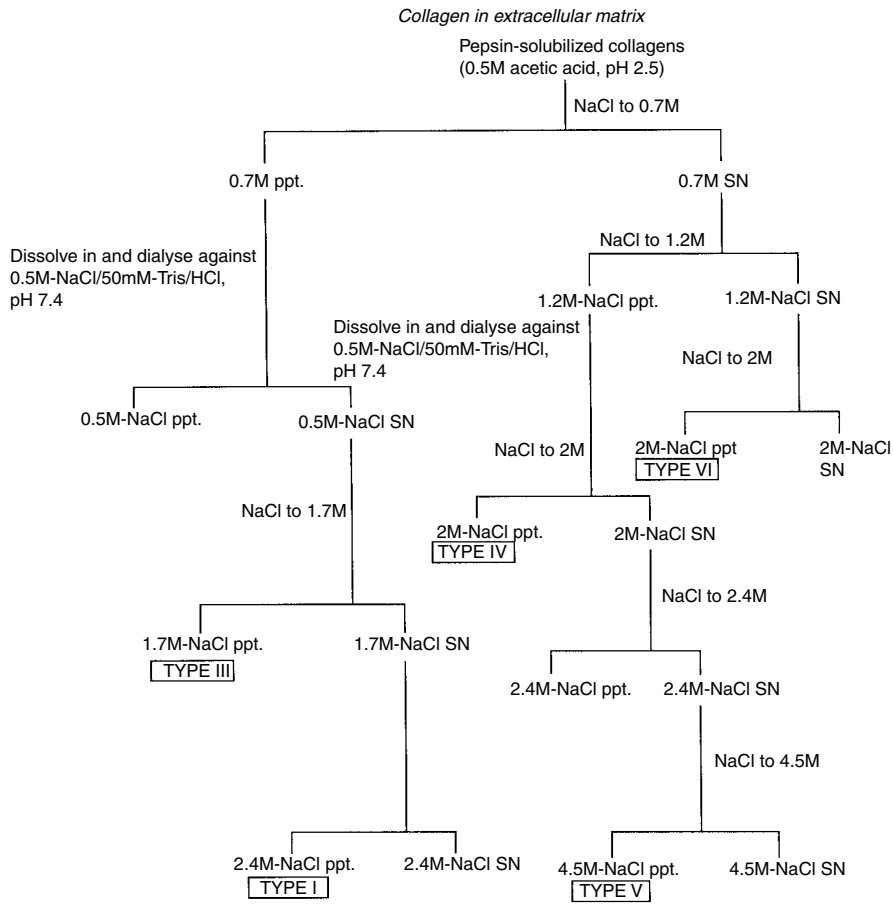 Collagen in extracellular matrix
Pepsin-solubilized collagens
(0.5M acetic acid, pH 2.5)
NaCl to 0.7M
0.7M ppt.
0.7M SN
Dissolve in and dialyse against
0.5M-NaCl/50mM-Tris/HCl,
pH 7.4
NaCl to 1.2M
1.2M-NaCl ppt.
1.2M-NaCl SN
Dissolve in and dialyse against
0.5M-NaCl/50mM-Tris/HCl,
pH 7.4
NaCl to 2M
0.5M-NaCl ppt.
0.5M-NaCl SN
NaCl to 2M
2M-NaCl ppt
TYPE VI
2M-NaCl
SN
NaCl to 1.7M
2M-NaCl ppt.
TYPE IV
2M-NaCl SN
NaCl to 2.4M
1.7M-NaCl ppt.
TYPE III
1.7M-NaCl SN
2.4M-NaCl ppt.
2.4M-NaCl SN
NaCl to 4.5M
2.4M-NaCl ppt.
TYPE I
2.4M-NaCl SN
4.5M-NaCl ppt.
TYPE V
4.5M-NaCl SN